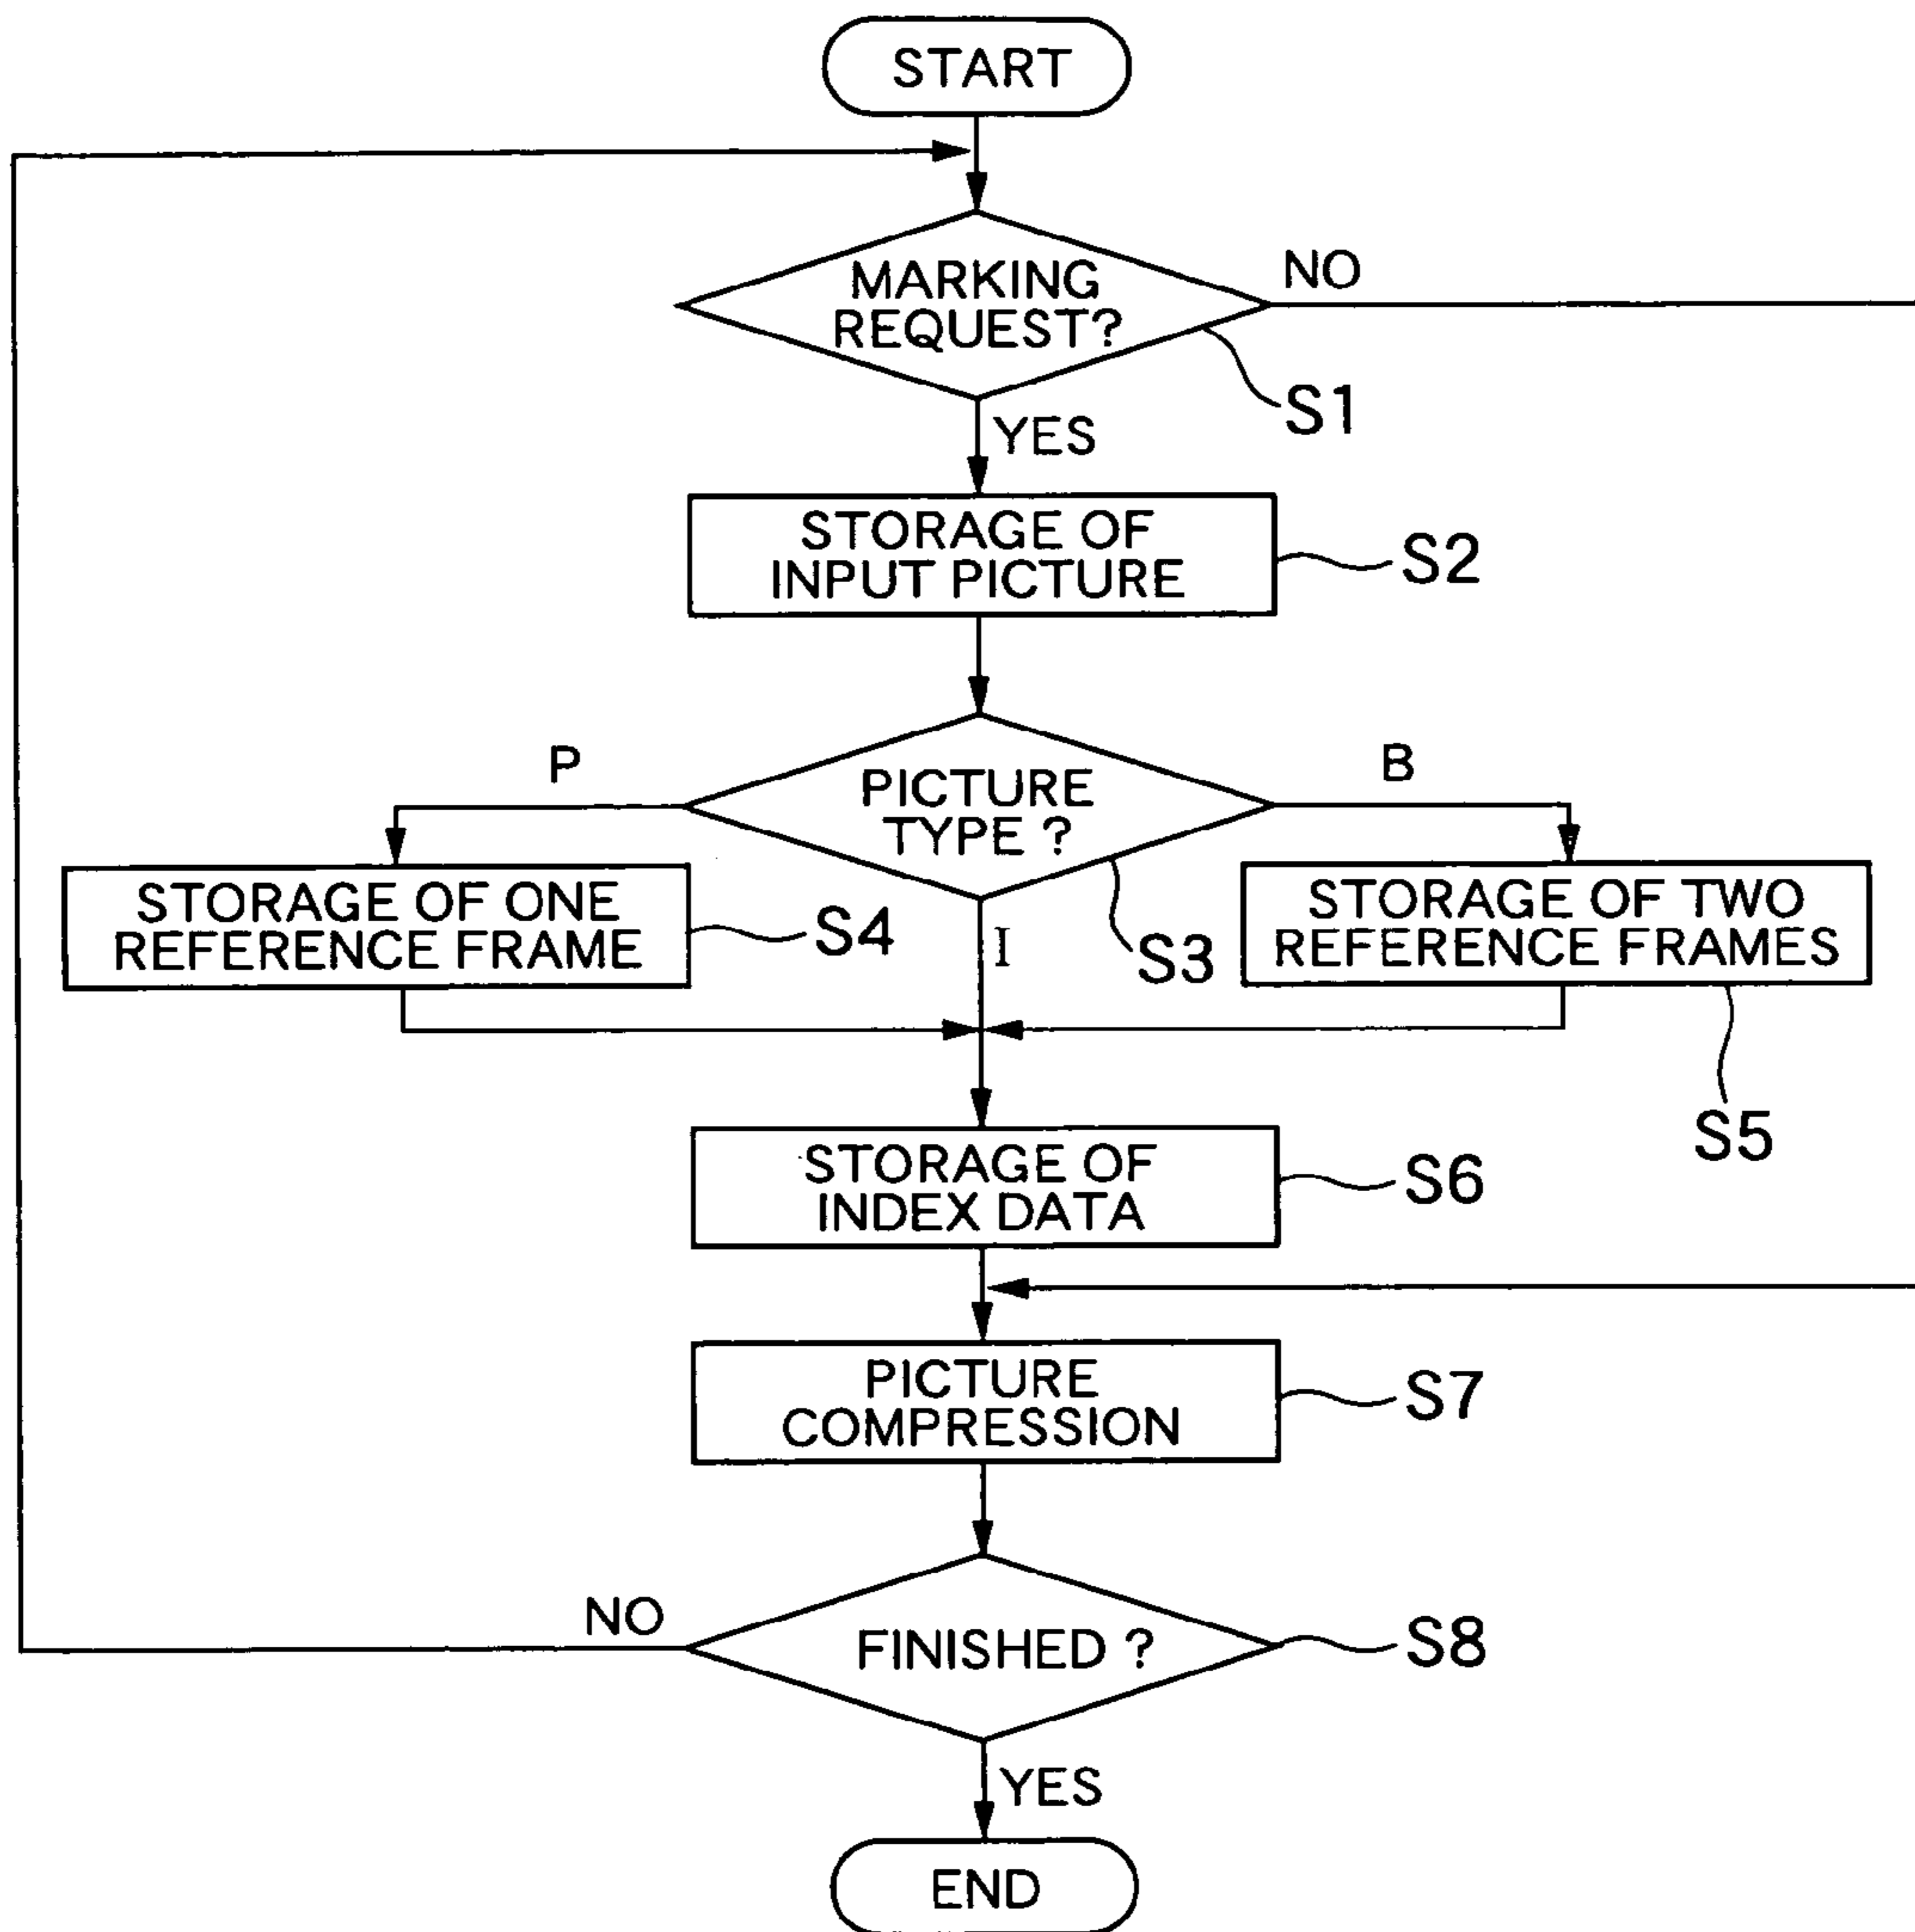 START
MARKING
REQUEST?
NO
S1
YES
STORAGE OF
INPUT PICTURE
S2
PICTURE
TYPE ?
P
B
I
S3
STORAGE OF ONE
REFERENCE FRAME
S4
STORAGE OF TWO
REFERENCE FRAMES
S5
STORAGE OF
INDEX DATA
S6
PICTURE
COMPRESSION
S7
FINISHED ?
NO
S8
YES
END